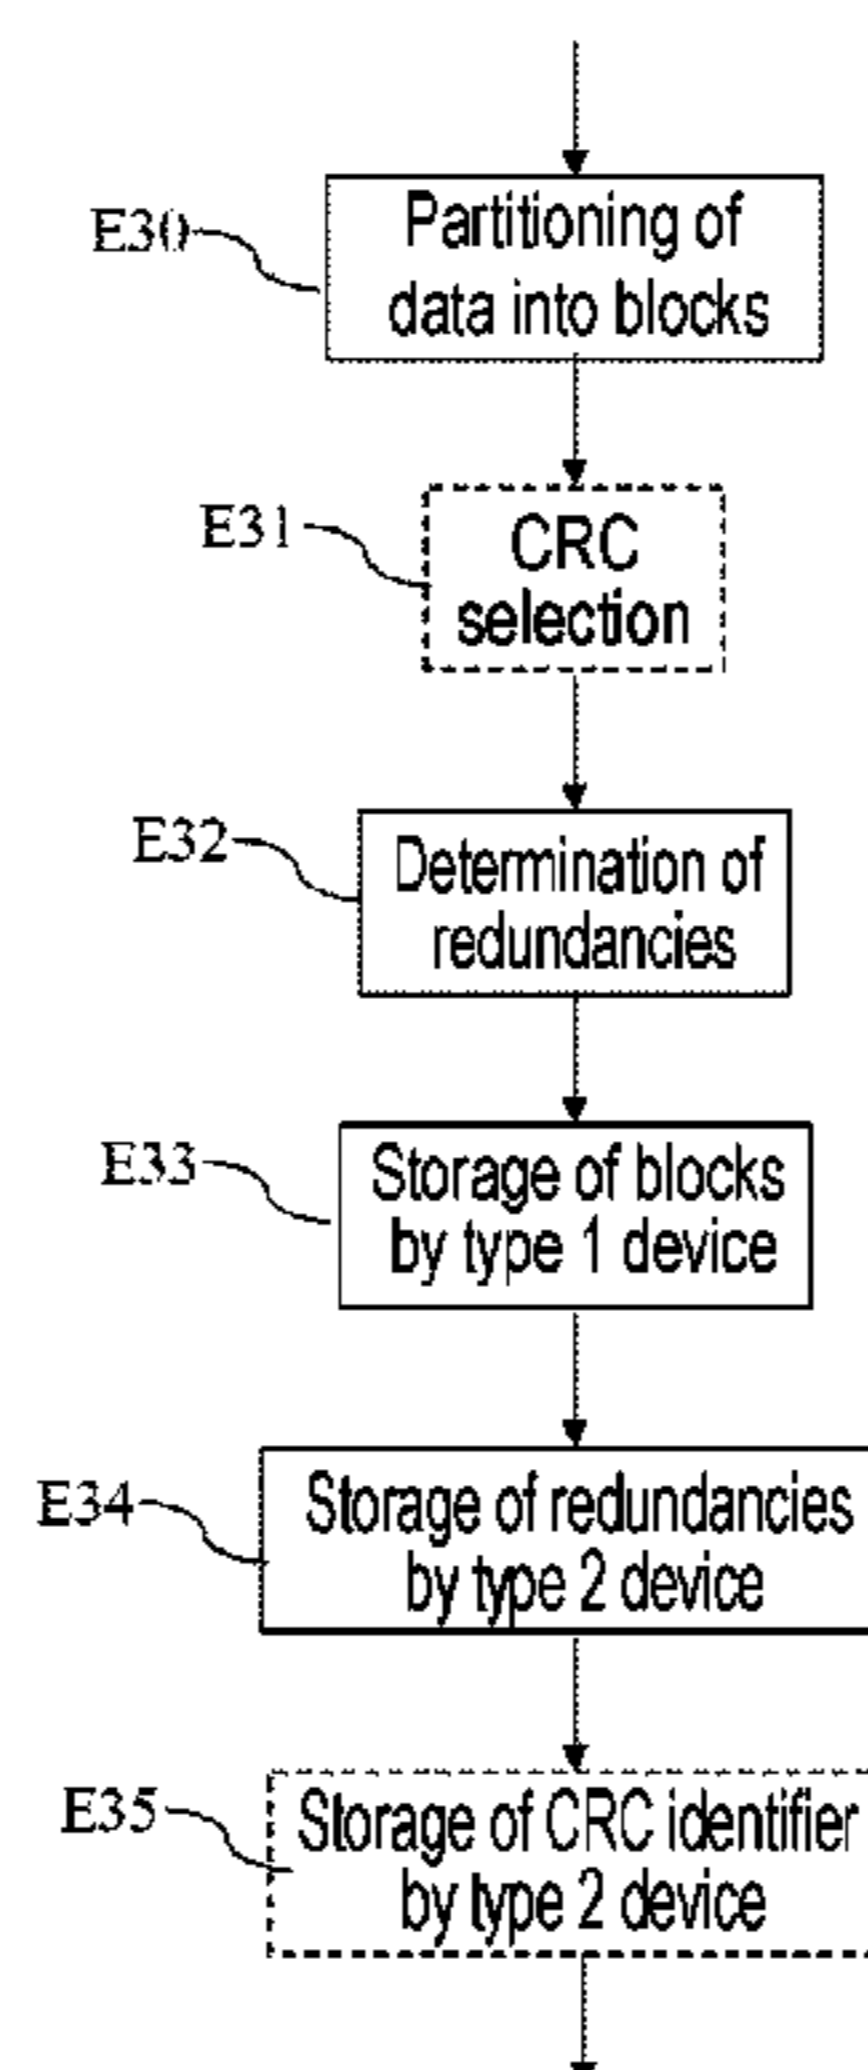 E30
Partitioning of
data into blocks
E31
CRC
selection
E32
Determination of
redundancies
E33
Storage of blocks
by type 1 device
E34
Storage of redundancies
by type 2 device
E35
Storage of CRC identifier
by type 2 device